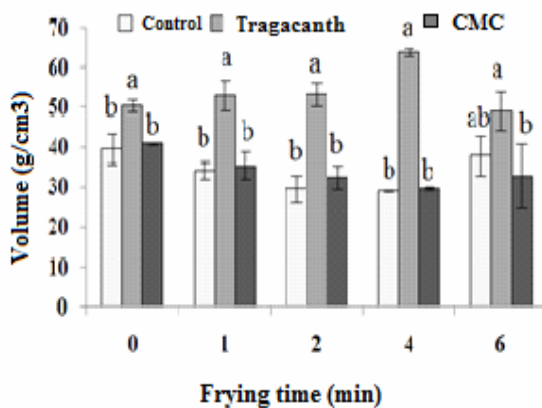 70 Control Tragacanth CMC
60
50
40
30
20
10
0
Volume (g/cm3)
b a b
b a b
b a b
b a b
ab a b
0 1 2 4 6
Frying time (min)